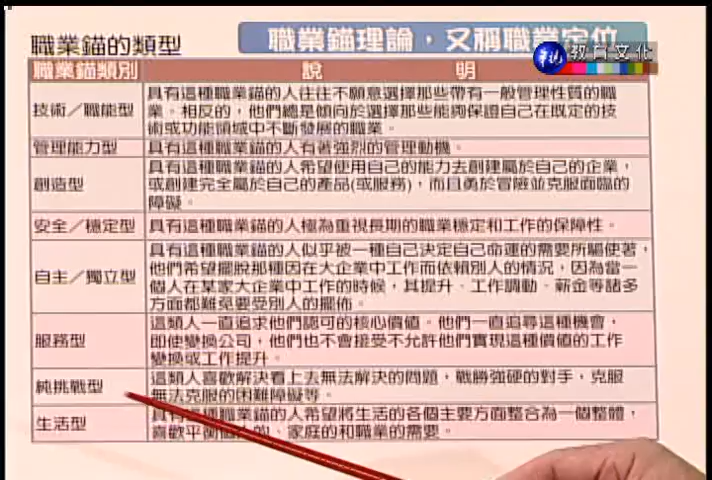 職業錨的類型
職業錨理論，又稱職業定位
華視 教育文化
職業錨類別 說 明
技術／職能型
具有這種職業錨的人往往不願意選擇那些帶有一般管理性質的職
業。相反的，他們總是傾向於選擇那些能夠保證自己在既定的技
術或功能領域中不斷發展的職業。
管理能力型
具有這種職業錨的人有著強烈的管理動機。
創造型
具有這種職業錨的人希望使用自己的能力去創建屬於自己的企業，
或創建完全屬於自己的產品(或服務)，而且勇於冒險並克服面臨的
障礙。
安全／穩定型
具有這種職業錨的人極為重視長期的職業穩定和工作的保障性。
自主／獨立型
具有這種職業錨的人似乎被一種自己決定自己命運的需要所驅使著，
他們希望擺脫那種因在大企業中工作而依賴別人的情況，因為當一
個人在某家大企業中工作的時候，其提升、工作調動、薪金等諸多
方面都難免要受別人的擺佈。
服務型
這類人一直追求他們認可的核心價值。他們一直追尋這種機會，
即使變換公司，他們也不會接受不允許他們實現這種價值的工作
變換或工作提升。
純挑戰型
這類人喜歡解決看上去無法解決的問題，戰勝強硬的對手，克服
無法克服的困難障礙等。
生活型
具有這種職業錨的人希望將生活的各個主要方面整合為一個整體，
喜歡平衡個人的、家庭的和職業的需要。